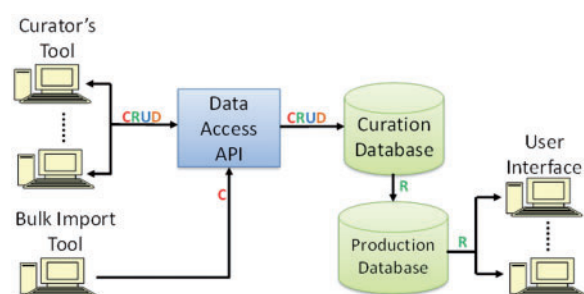 Curator's
Tool
CRUD
Data
Access
API
CRUD
Curation
Database
User
Interface
C
R
Bulk Import
Tool
Production
Database
R